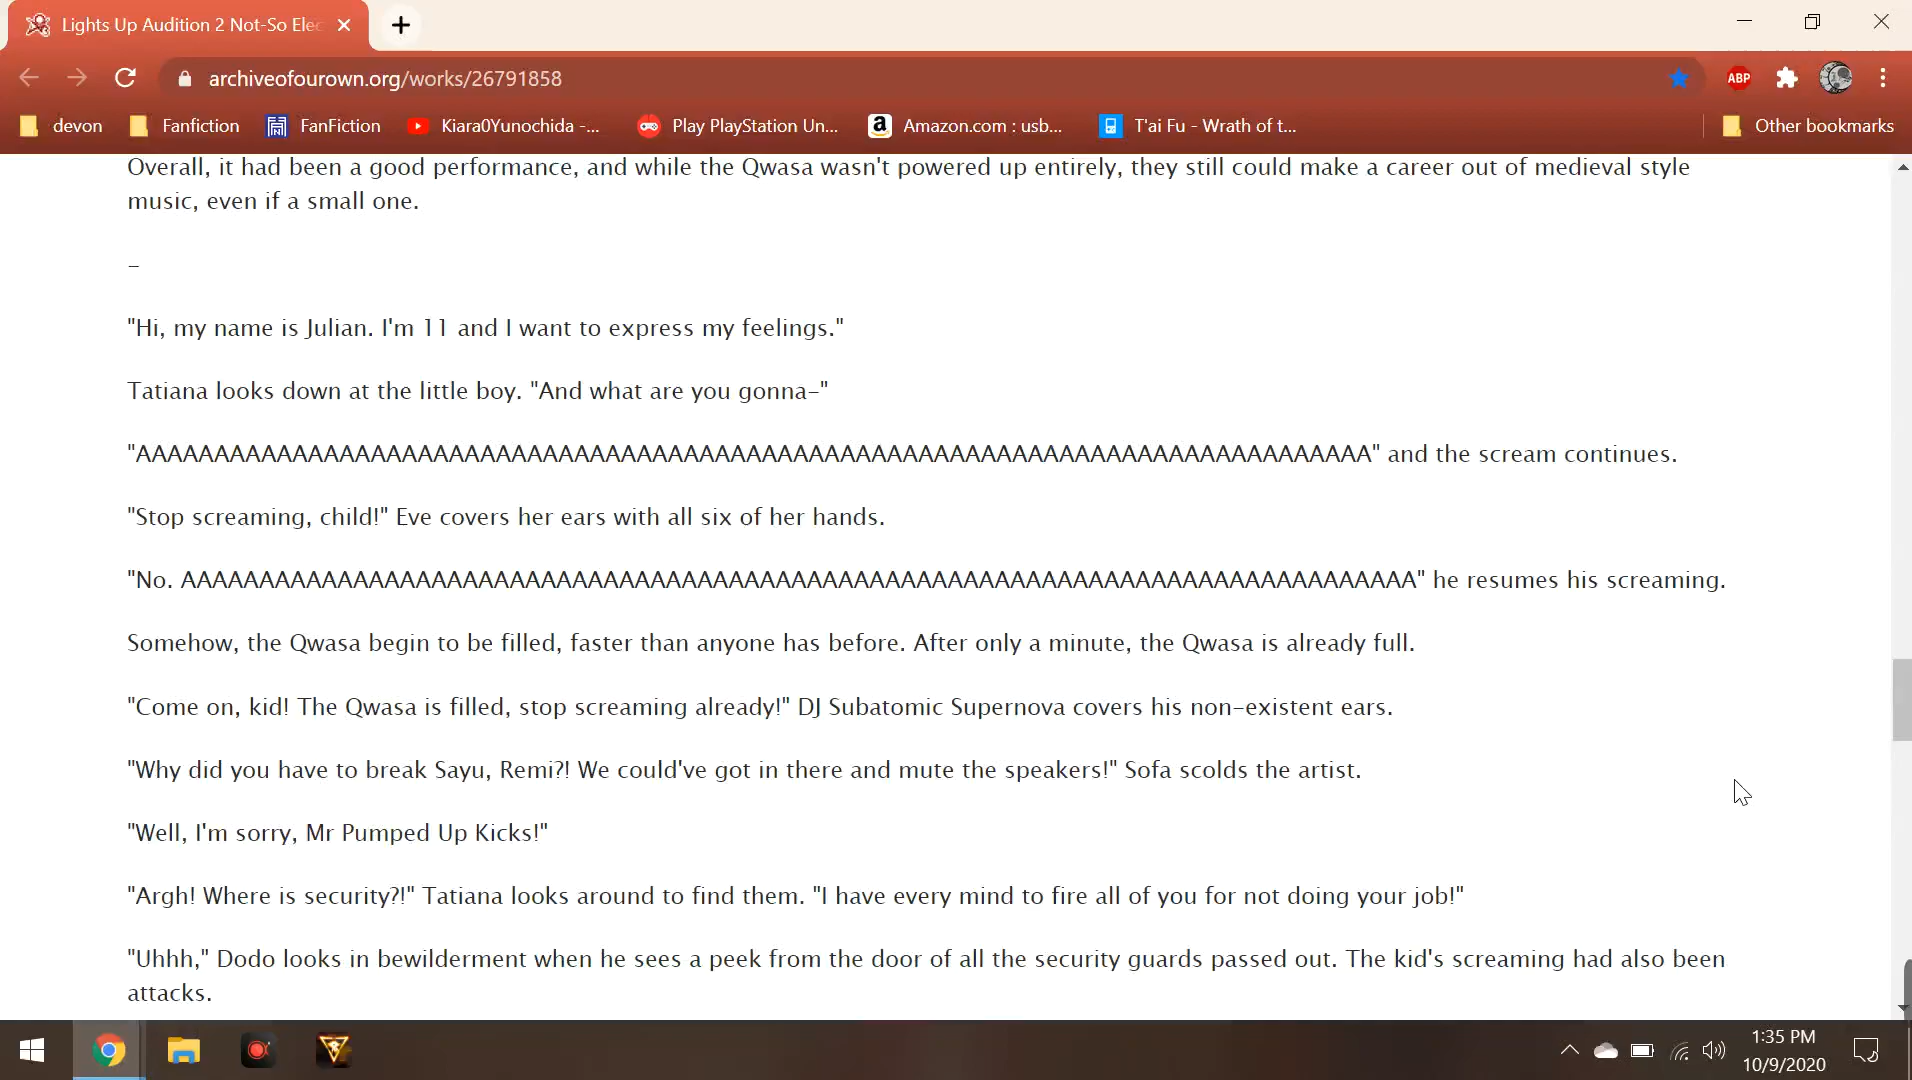 Lights Up Audition 2 Not-So Elec
archiveofourown.org/works/26791858
ABP
devon
Fanfiction
FanFiction
Kiara0Yunochida -...
Play PlayStation Un...
Amazon.com : usb...
T'ai Fu - Wrath of t...
Other bookmarks
Overall, it had been a good performance, and while the Qwasa wasn't powered up entirely, they still could make a career out of medieval style
music, even if a small one.
-
"Hi, my name is Julian. I'm 11 and I want to express my feelings."
Tatiana looks down at the little boy. "And what are you gonna-"
"AAAAAAAAAAAAAAAAAAAAAAAAAAAAAAAAAAAAAAAAAAAAAAAAAAAAAAAAAAAAAAAAAAAAAAAAAAAAAAA" and the scream continues.
"Stop screaming, child!" Eve covers her ears with all six of her hands.
"No. AAAAAAAAAAAAAAAAAAAAAAAAAAAAAAAAAAAAAAAAAAAAAAAAAAAAAAAAAAAAAAAAAAAAAAAAAAAAAAA" he resumes his screaming.
Somehow, the Qwasa begin to be filled, faster than anyone has before. After only a minute, the Qwasa is already full.
"Come on, kid! The Qwasa is filled, stop screaming already!" DJ Subatomic Supernova covers his non-existent ears.
"Why did you have to break Sayu, Remi?! We could've got in there and mute the speakers!" Sofa scolds the artist.
"Well, I'm sorry, Mr Pumped Up Kicks!"
"Argh! Where is security?!" Tatiana looks around to find them. "I have every mind to fire all of you for not doing your job!"
"Uhhh," Dodo looks in bewilderment when he sees a peek from the door of all the security guards passed out. The kid's screaming had also been
attacks.
1:35 PM
10/9/2020